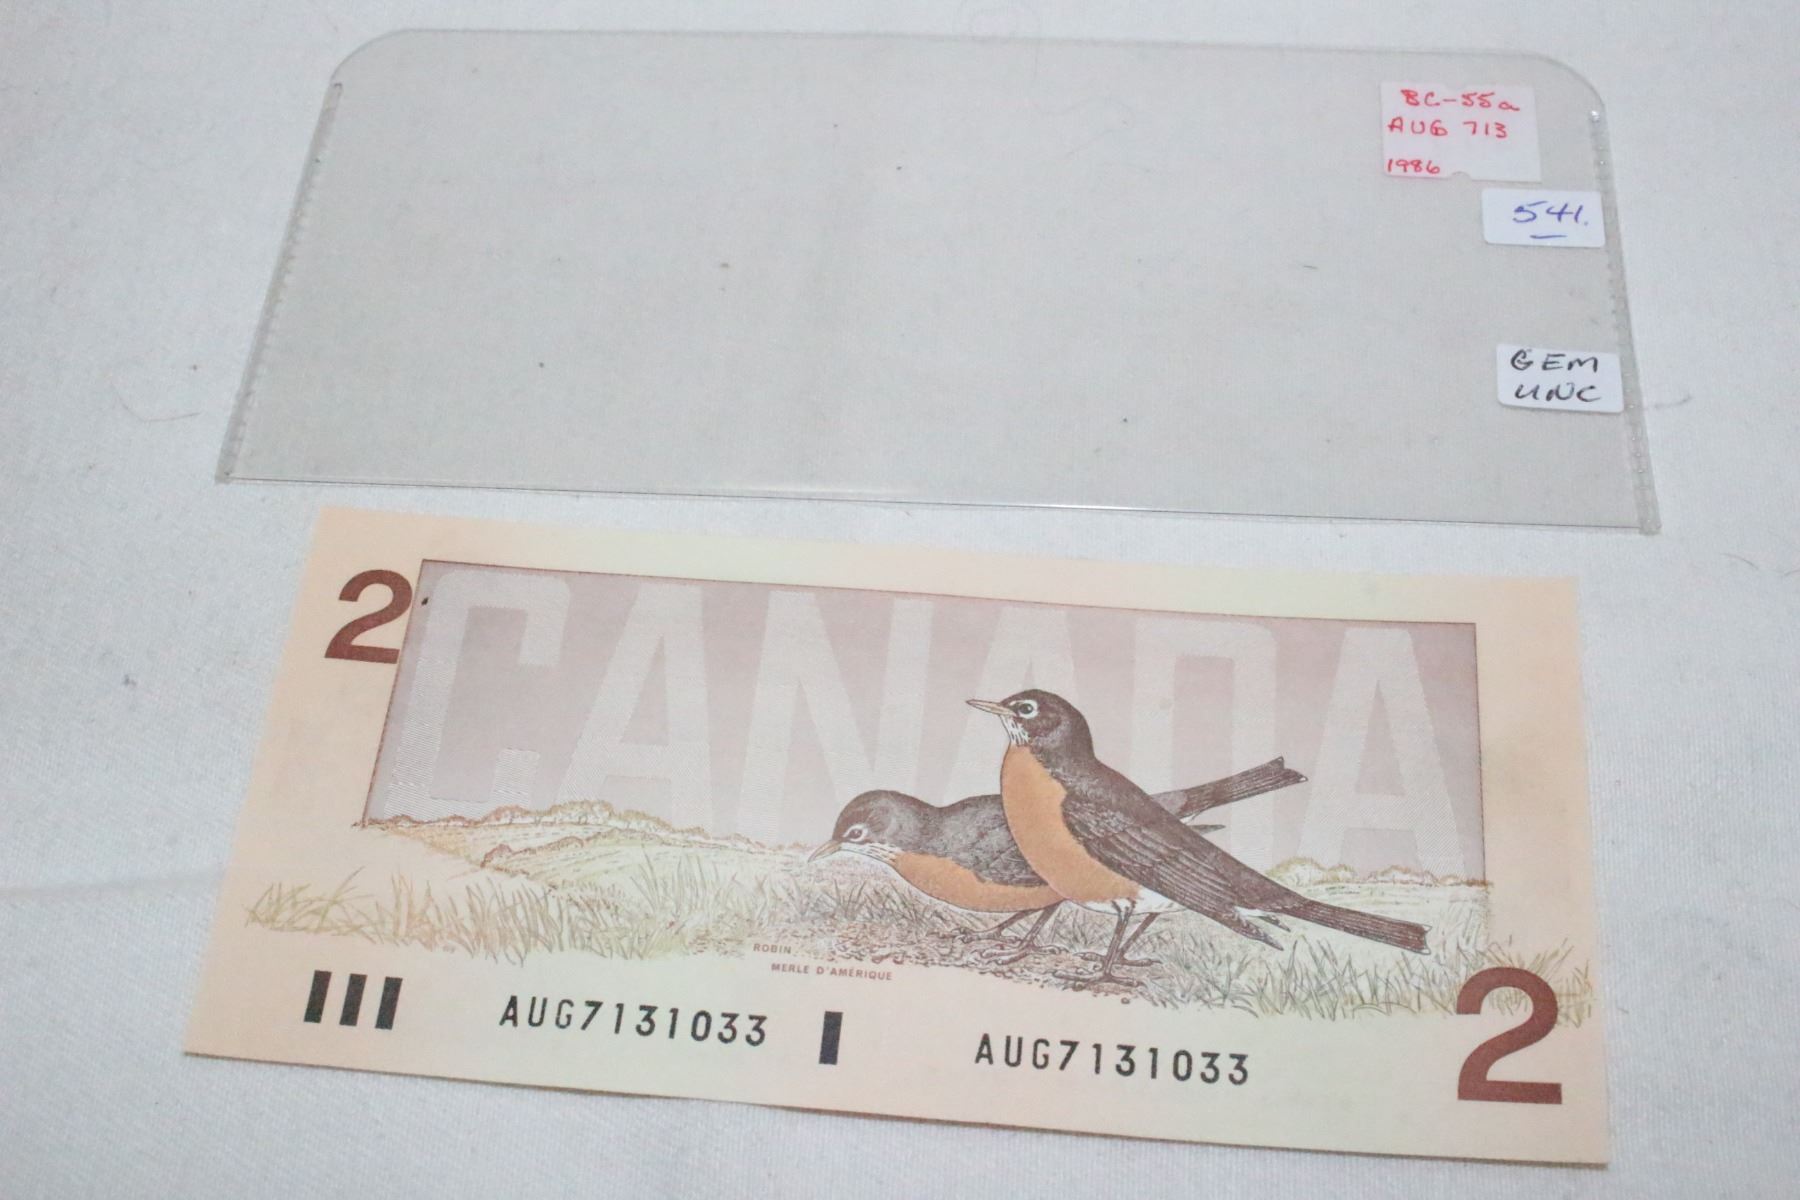 BC-55a
AUG 713
1986
541.
GEM
UNC
2
CANADA
ROBIN
MERLE D'AMÉRIQUE
AUG7131033
AUG7131033
2